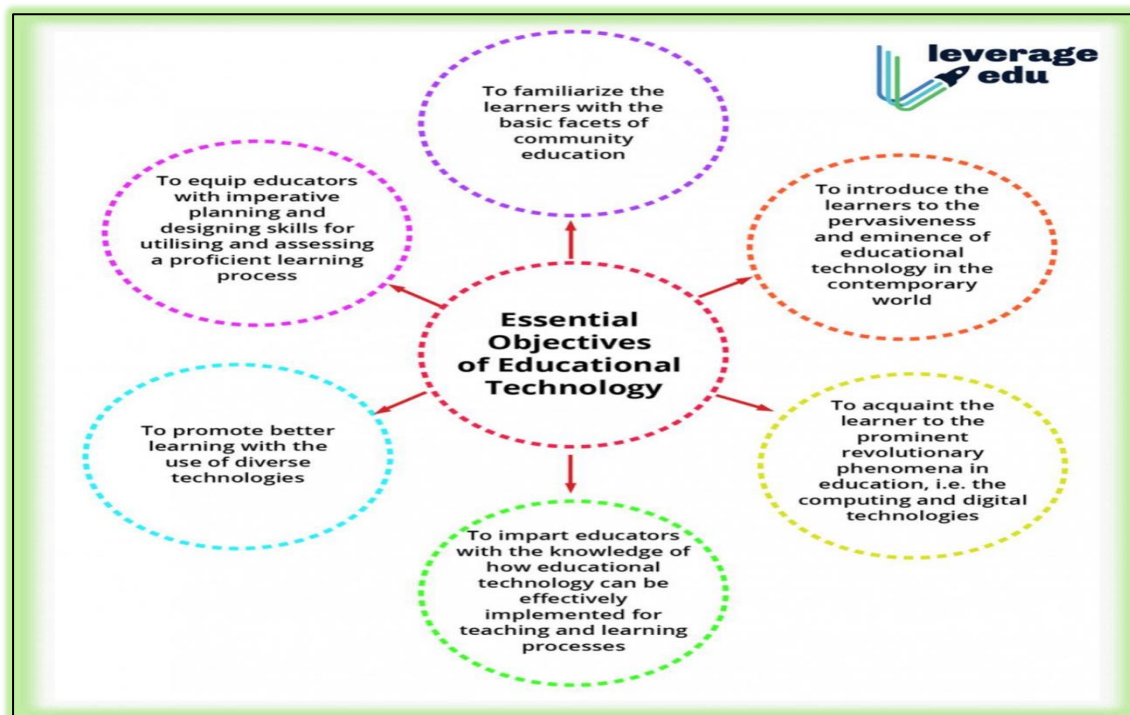 leverage
edu
To familiarize the
learners with the
basic facets of
community
education
To equip educators
with imperative
planning and
designing skills for
utilising and assessing
a proficient learning
process
To introduce the
learners to the
pervasiveness
and eminence of
educational
technology in the
contemporary
world
Essential
Objectives
of Educational
Technology
To promote better
learning with the
use of diverse
technologies
To acquaint the
learner to the
prominent
revolutionary
phenomena in
education, i.e. the
computing and digital
technologies
To impart educators
with the knowledge of
how educational
technology can be
effectively
implemented for
teaching and learning
processes